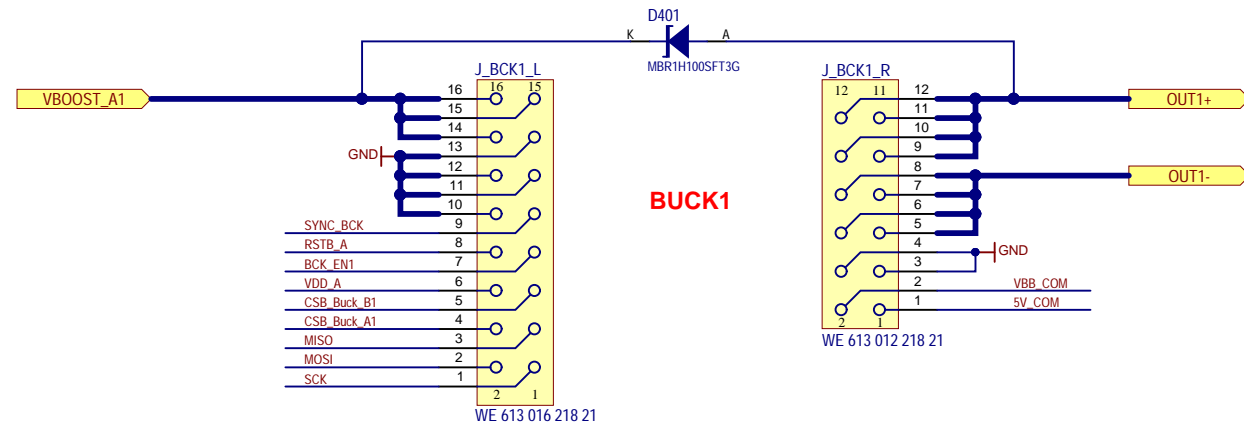 D401
K A
MBR1H100SFT3G
J_BCK1_L
J_BCK1_R
VBOOST_A1
16 16 15
15
14
13
GND
12
11
10
SYNC_BCK 9
RSTB_A 8
BCK_EN1 7
VDD_A 6
CSB_Buck_B1 5
CSB_Buck_A1 4
MISO 3
MOSI 2
SCK 1
2 1
WE 613 016 218 21
BUCK1
12 11 12
11
10
9
8
7
6
5
4
GND
3
2 VBB_COM
1 5V_COM
2 1
WE 613 012 218 21
OUT1+
OUT1-